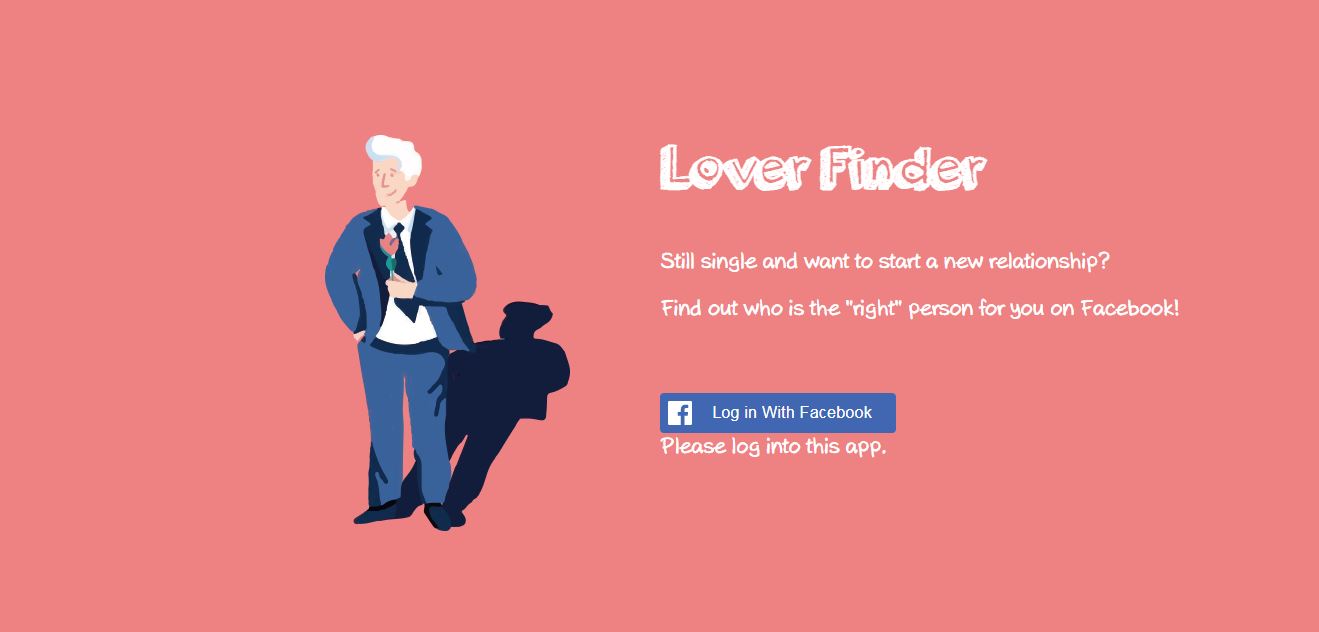 Lover Finder
Still single and want to start a new relationship?
Find out who is the "right" person for you on Facebook!
Log in With Facebook
Please log into this app.